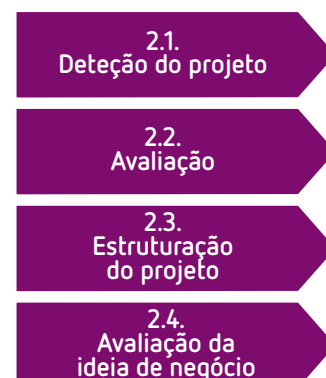 2.1.
Deteção do projeto
2.2.
Avaliação
2.3.
Estruturação
do projeto
2.4.
Avaliação da
ideia de negócio